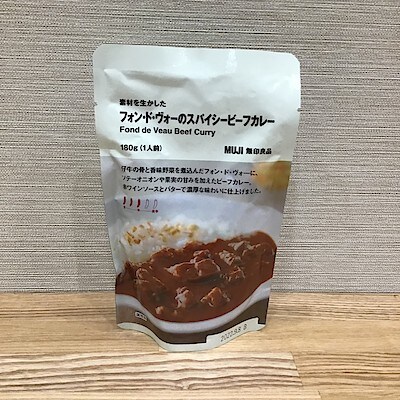 素材を生かした
フォン・ド・ヴォーのスパイシービーフカレー
Fond de Veau Beef Curry
180g（1人前）
MUJI 無印良品
仔牛の骨と香味野菜を煮込んだフォン・ド・ヴォーに、
ソテーオニオンや果実の甘みを加えたビーフカレー。
赤ワインソースとバターで濃厚な味わいに仕上げました。